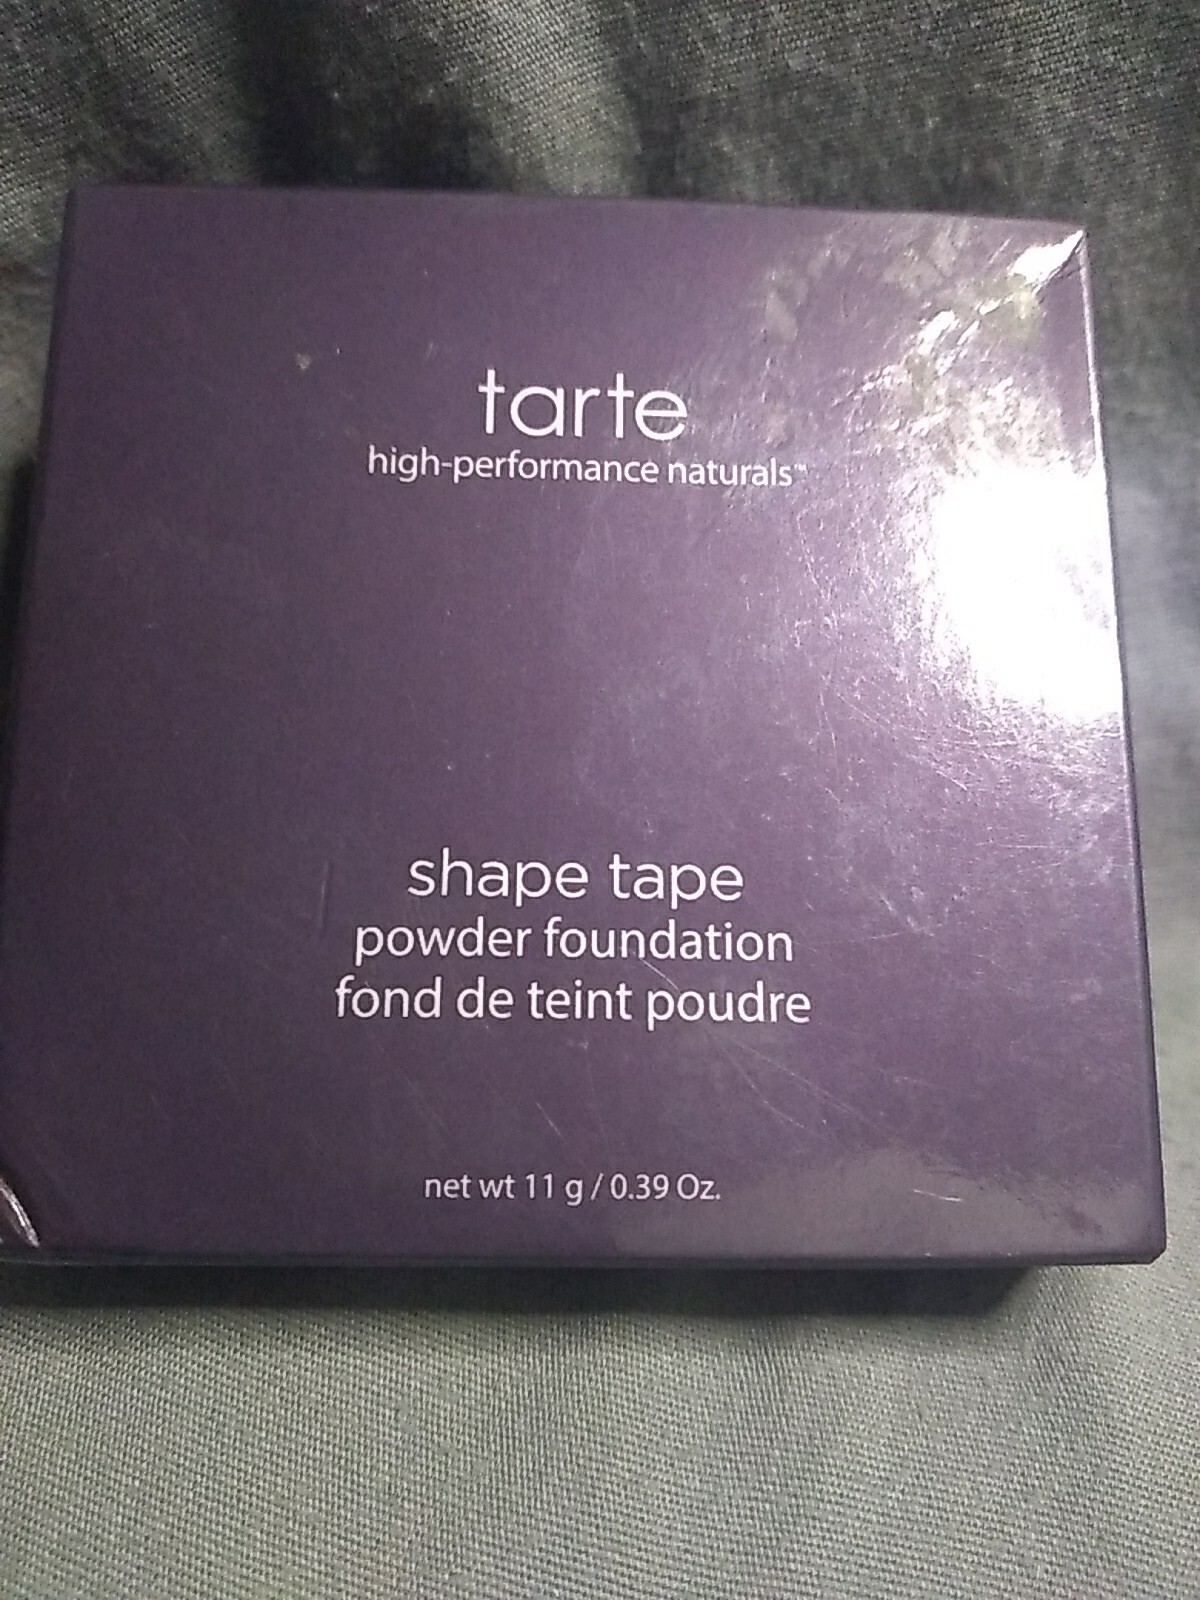 tarte
high-performance naturals™
shape tape
powder foundation
fond de teint poudre
net wt 11 g / 0.39 Oz.